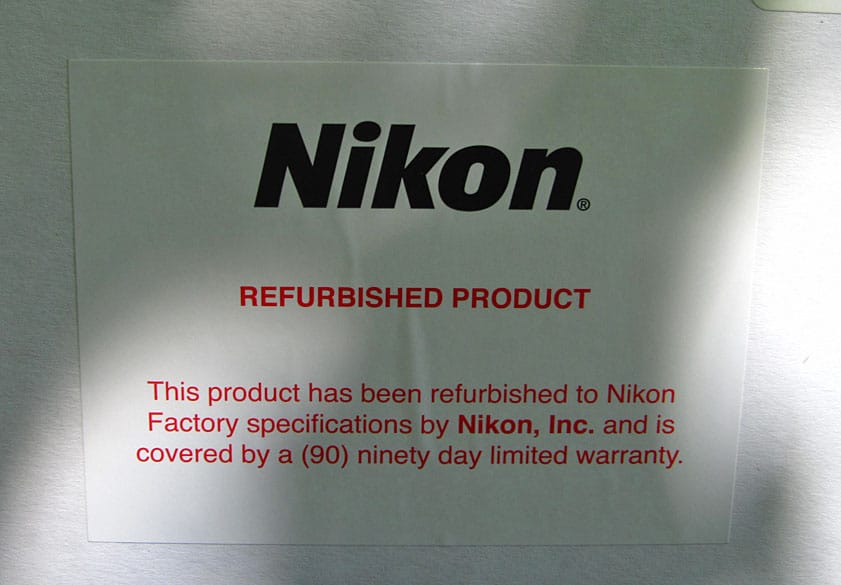 Nikon®
REFURBISHED PRODUCT
This product has been refurbished to Nikon
Factory specifications by Nikon, Inc. and is
covered by a (90) ninety day limited warranty.